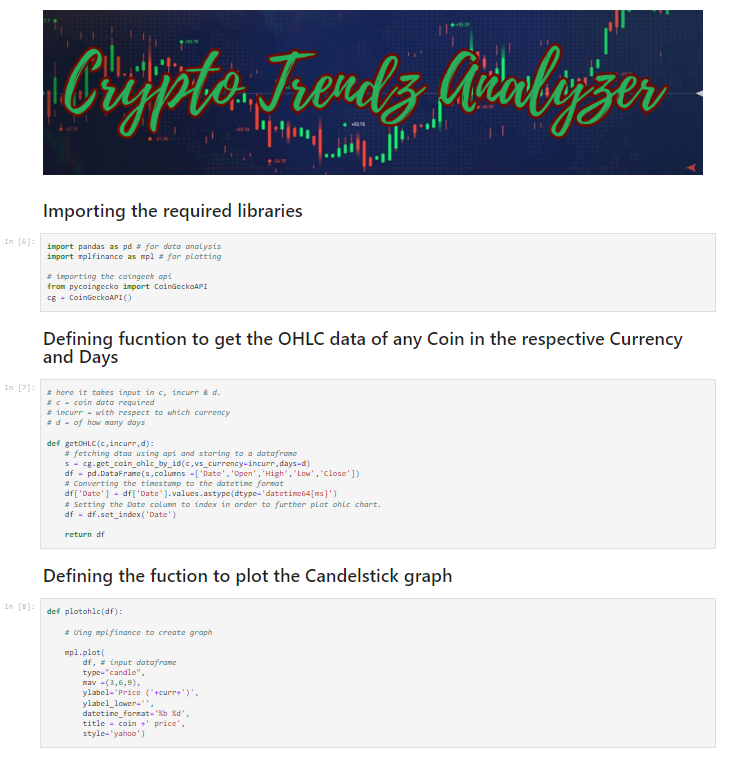 Crypto Trendz Analyzer
Importing the required libraries
In [6]:
import pandas as pd # for data analysis
import mplfinance as mpl # for plotting
# importing the coingeek api
from pycoingecko import CoinGeckoAPI
cg = CoinGeckoAPI()
Defining fucntion to get the OHLC data of any Coin in the respective Currency
and Days
In [7]:
# here it takes input in c, incurr & d.
# c = coin data required
# incurr = with respect to which currency
# d = of how many days
def getOHLC(c,incurr,d):
# fetching dtaa using api and storing to a dataframe
s = cg.get_coin_ohlc_by_id(c,vs_currency=incurr,days=d)
df = pd.DataFrame(s,columns =['Date','Open','High','Low','Close'])
# Converting the timestamp to the datetime format
df['Date'] = df['Date'].values.astype(dtype='datetime64[ms]')
# Setting the Date column to index in order to further plot ohlc chart.
df = df.set_index('Date')
return df
Defining the fuction to plot the Candelstick graph
In [8]:
def plotohlc(df):
# Uing mplfinance to create graph
mpl.plot(
df, # input dataframe
type="candle",
mav =(3,6,9),
ylabel='Price ('+curr+')',
ylabel_lower='',
datetime_format='%b %d',
title = coin +' price',
style='yahoo')